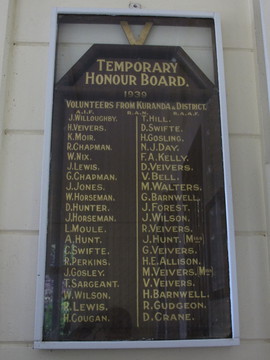 V
TEMPORARY
HONOUR BOARD.
1939
VOLUNTEERS FROM KURANDA & DISTRICT.
A.I.F. R.A.N. R.A.A.F.
J. WILLOUGHBY. T. HILL.
H. VEIVERS. D. SWIFTE.
K. MOIR. H. GOSLING.
R. CHAPMAN. N.J. DAY.
W. NIX. F.A. KELLY.
J. LEWIS. D. VEIVERS.
G. CHAPMAN. V. BELL.
J. JONES. M. WALTERS.
W. HORSEMAN. G. BARNWELL.
D. HUNTER. J. FOREST.
J. HORSEMAN. J. WILSON.
L. MOULE. R. VEIVERS.
A. HUNT. J. HUNT.
C. SWIFTE. G. VEIVERS.
R. PERKINS. H.E. ALLISON.
J. GOSLEY. M. VEIVERS.
T. SARGEANT. V. VEIVERS.
W. WILSON. H. BARNWELL.
R. LEWIS. R. GUDGEON.
H. COUGAN. D. CRANE.